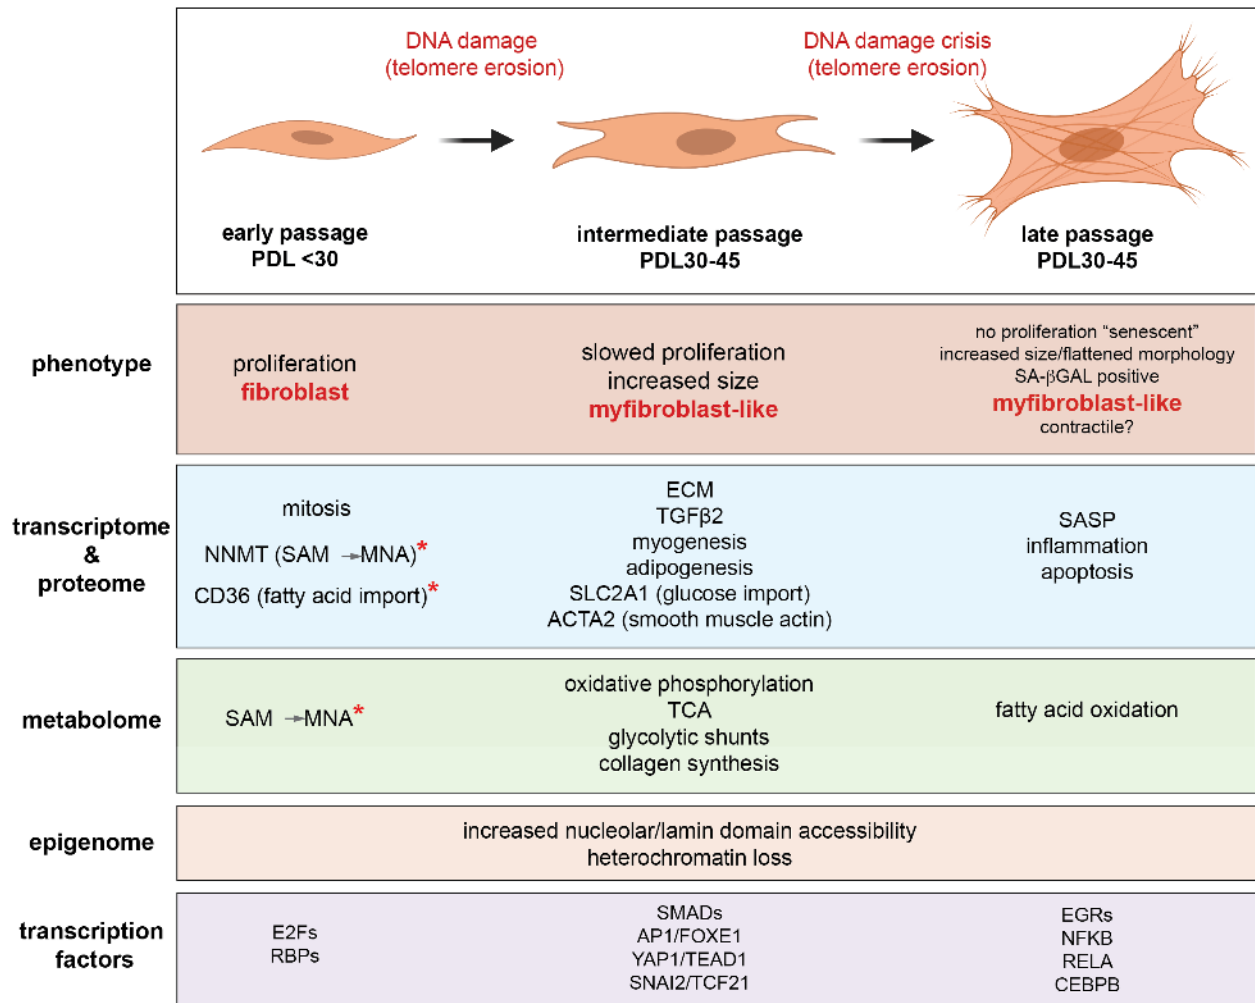 DNA damage
(telomere erosion)
DNA damage crisis
(telomere erosion)
early passage
PDL <30
intermediate passage
PDL30-45
late passage
PDL30-45
phenotype
proliferation
fibroblast
slowed proliferation
increased size
myfibroblast-like
no proliferation “senescent”
increased size/flattened morphology
SA-βGAL positive
myfibroblast-like
contractile?
transcriptome
&
proteome
mitosis
NNMT (SAM →MNA)*
CD36 (fatty acid import)*
ECM
TGFβ2
myogenesis
adipogenesis
SLC2A1 (glucose import)
ACTA2 (smooth muscle actin)
SASP
inflammation
apoptosis
metabolome
SAM →MNA*
oxidative phosphorylation
TCA
glycolytic shunts
collagen synthesis
fatty acid oxidation
epigenome
increased nucleolar/lamin domain accessibility
heterochromatin loss
transcription
factors
E2Fs
RBPs
SMADs
AP1/FOXE1
YAP1/TEAD1
SNAI2/TCF21
EGRs
NFKB
RELA
CEBPB